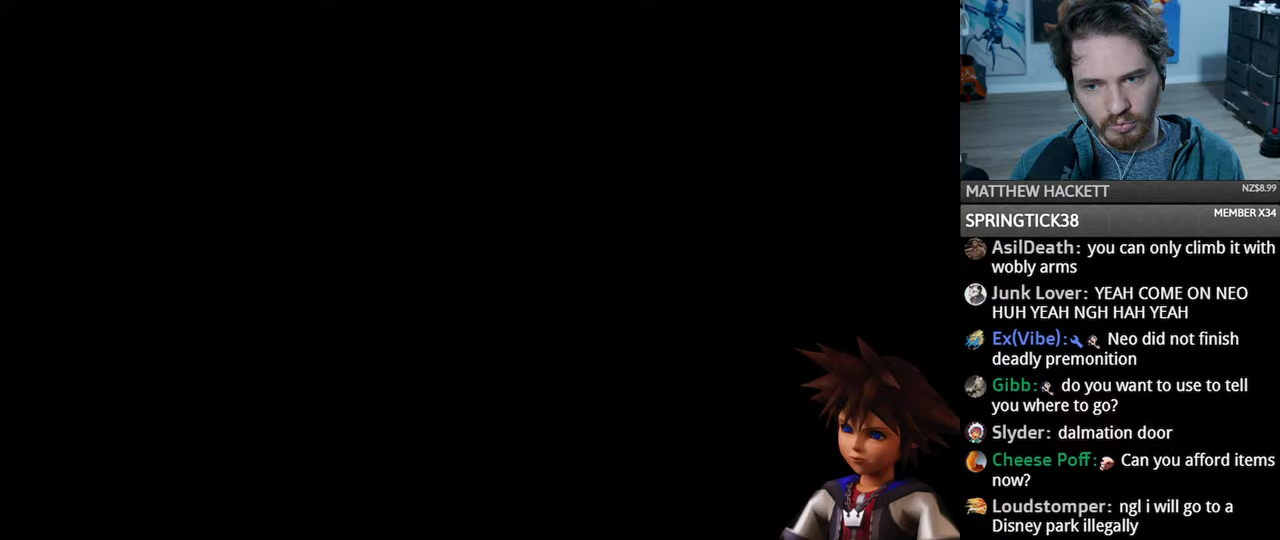 MATTHEW HACKETT NZ$8.99
SPRINGTICK38 MEMBER X34
AsilDeath: you can only climb it with
wobly arms
Junk Lover: YEAH COME ON NEO
HUH YEAH NGH HAH YEAH
Ex(Vibe): Neo did not finish
deadly premonition
Gibb: do you want to use to tell
you where to go?
Slyder: dalmation door
Cheese Poff: Can you afford items
now?
Loudstomper: ngl i will go to a
Disney park illegally